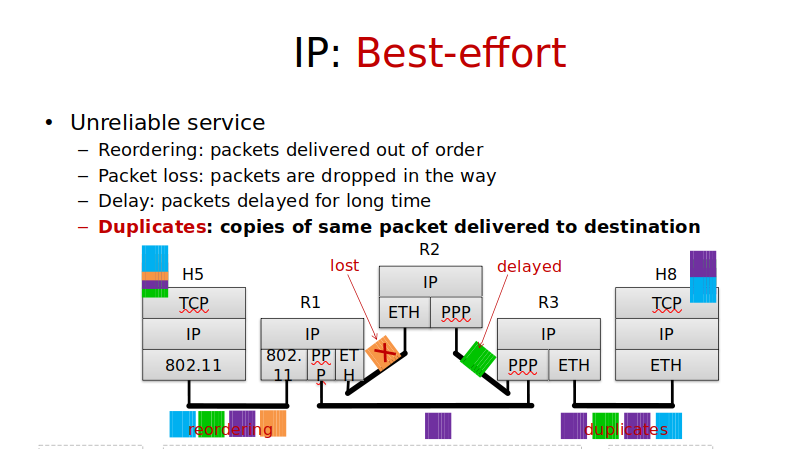 IP: Best-effort
• Unreliable service
– Reordering: packets delivered out of order
– Packet loss: packets are dropped in the way
– Delay: packets delayed for long time
– Duplicates: copies of same packet delivered to destination
R2
lost
delayed
H5
H8
IP
TCP
R1
R3
TCP
ETH
PPP
IP
IP
IP
IP
802.11
802.11
PPP
ETH
PPP
ETH
ETH
reordering
duplicates